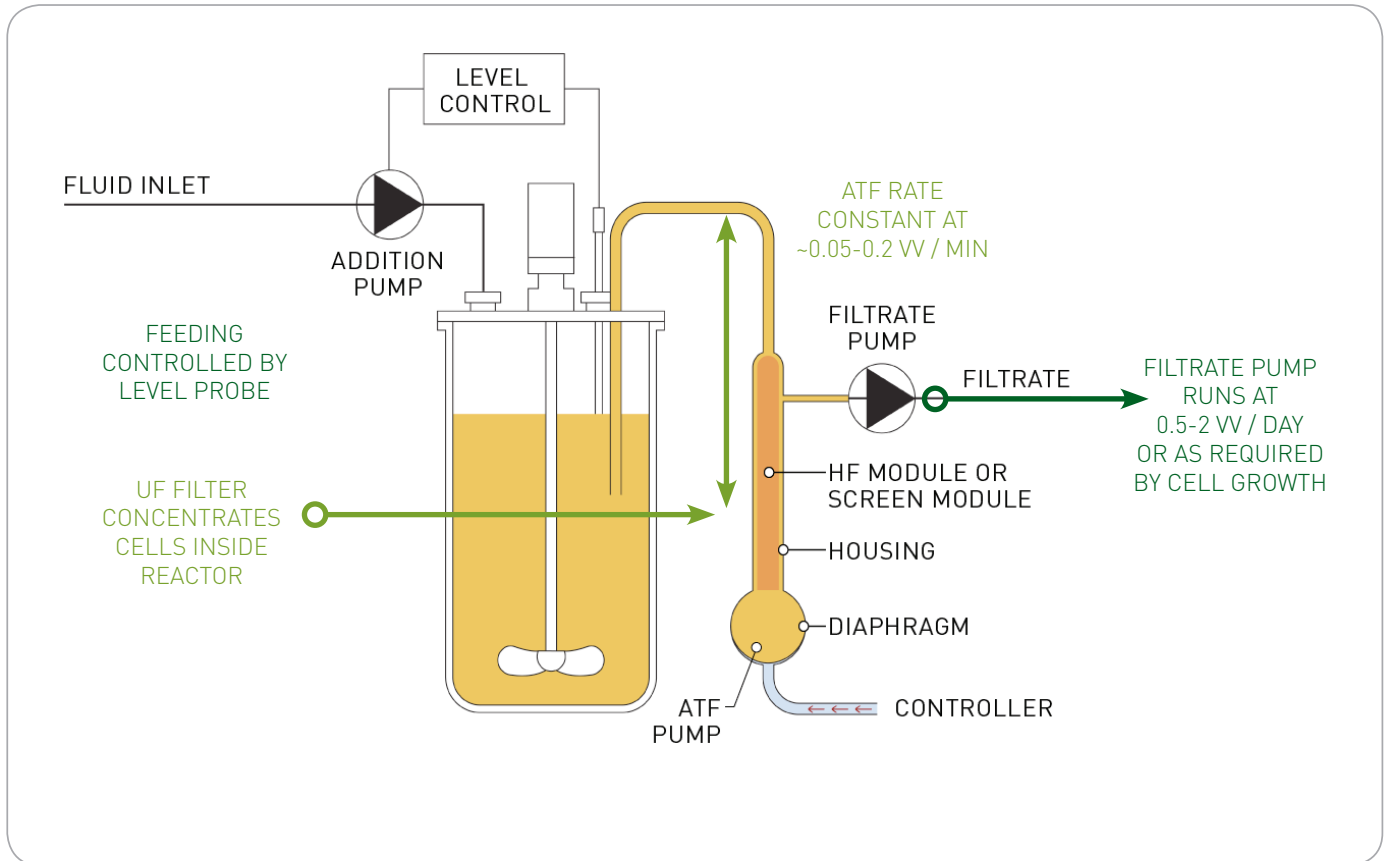 LEVEL
CONTROL
FLUID INLET
ADDITION
PUMP
ATF RATE
CONSTANT AT
~0.05-0.2 VV / MIN
FEEDING
CONTROLLED BY
LEVEL PROBE
FILTRATE
PUMP
FILTRATE
FILTRATE PUMP
RUNS AT
0.5-2 VV / DAY
OR AS REQUIRED
BY CELL GROWTH
UF FILTER
CONCENTRATES
CELLS INSIDE
REACTOR
HF MODULE OR
SCREEN MODULE
HOUSING
DIAPHRAGM
ATF
PUMP
CONTROLLER